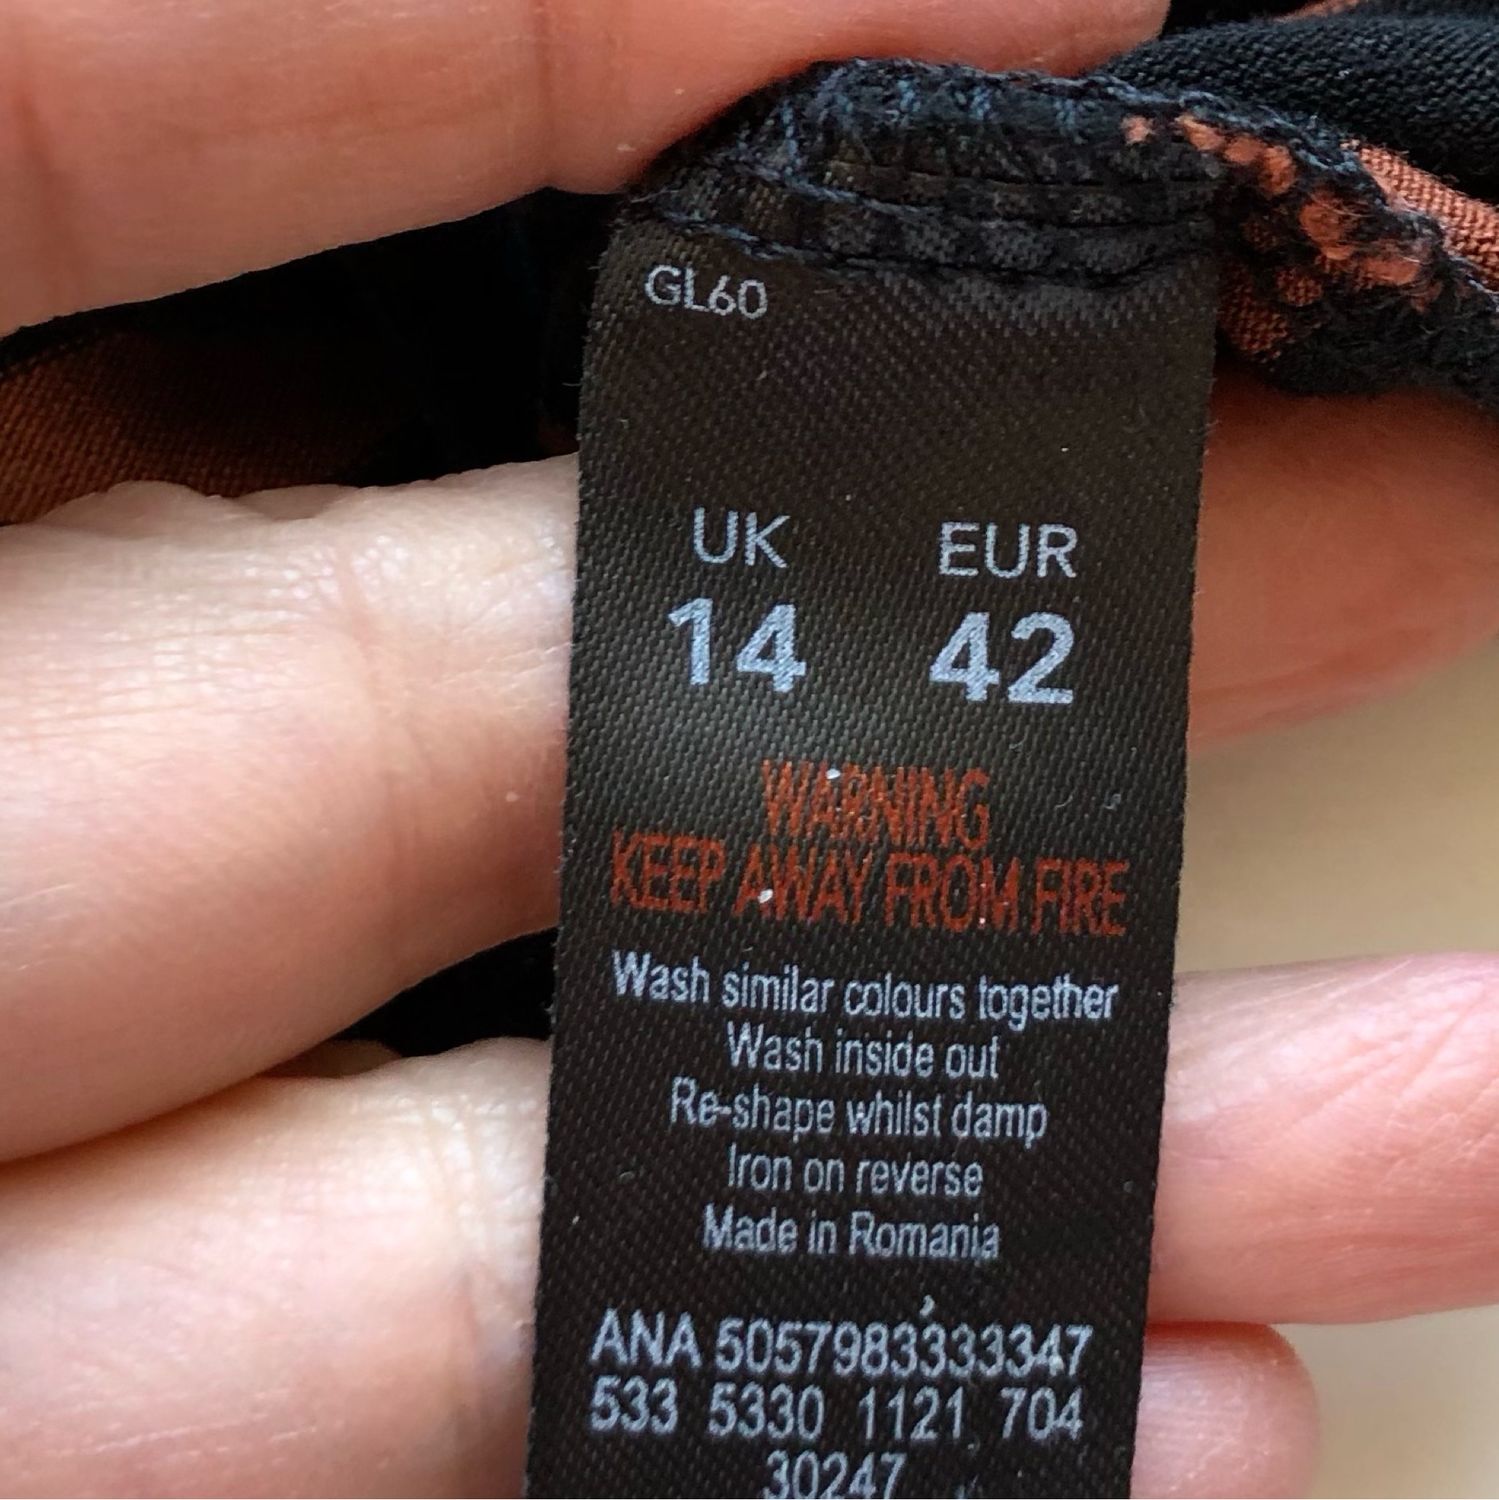 GL60
UK EUR
14 42
WARNING
KEEP AWAY FROM FIRE
Wash similar colours together
Wash inside out
Re-shape whilst damp
Iron on reverse
Made in Romania
ANA 5057983333347
533 5330 1121 704
30247